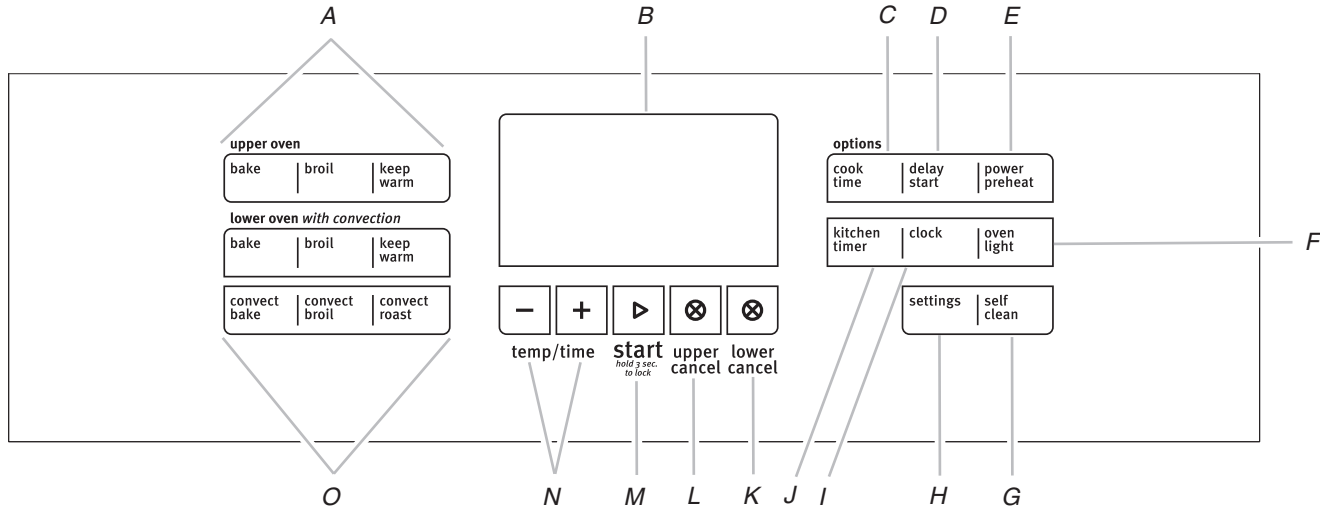 A B C D E
upper oven
bake broil keep warm
lower oven with convection
bake broil keep warm
convect bake convect broil convect roast
options
cook time delay start power preheat
kitchen timer clock oven light
F
settings self clean
− +
temp/time
start
hold 3 sec.
to lock
upper
cancel
lower
cancel
O N M L K J I H G